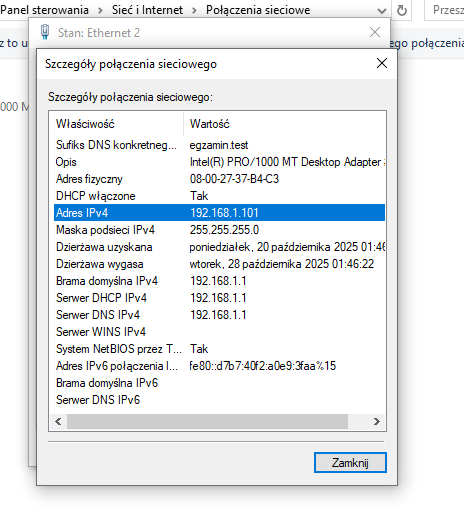 Panel sterowania > Sieć i Internet > Połączenia sieciowe
Przesz
Stan: Ethernet 2
Szczegóły połączenia sieciowego
Szczegóły połączenia sieciowego:
Właściwość Wartość
Sufiks DNS konkretneg... egzamin.test
Opis Intel(R) PRO/1000 MT Desktop Adapter
Adres fizyczny 08-00-27-37-B4-C3
DHCP włączone Tak
Adres IPv4 192.168.1.101
Maska podsieci IPv4 255.255.255.0
Dzierżawa uzyskana poniedziałek, 20 października 2025 01:46
Dzierżawa wygasa wtorek, 28 października 2025 01:46:22
Brama domyślna IPv4 192.168.1.1
Serwer DHCP IPv4 192.168.1.1
Serwer DNS IPv4 192.168.1.1
Serwer WINS IPv4
System NetBIOS przez T... Tak
Adres IPv6 połączenia l... fe80::d7b7:40f2:a0e9:3faa%15
Brama domyślna IPv6
Serwer DNS IPv6
Zamknij
z to u
ego połączenia
000 M